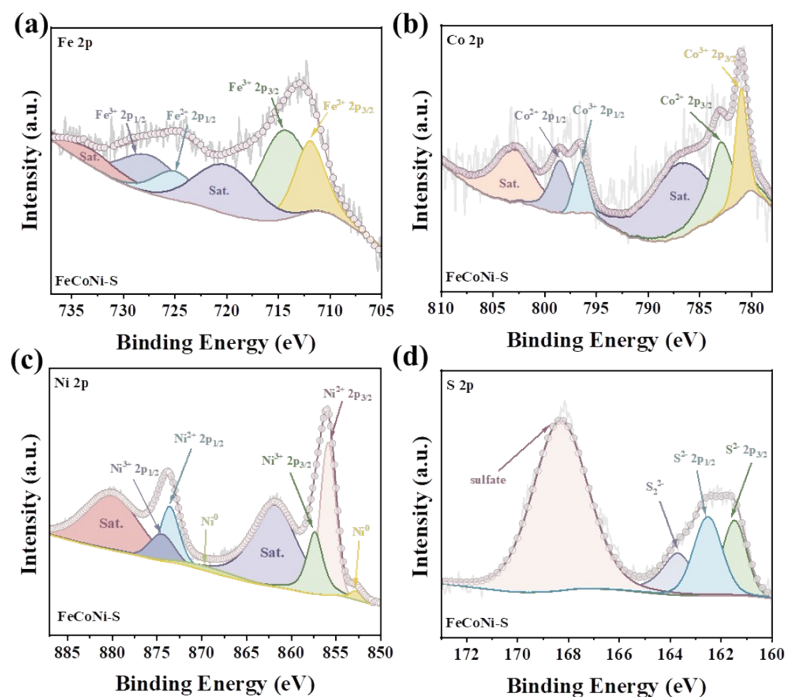 (a)
Fe 2p
Fe³⁺ 2p₃/₂
Fe³⁺ 2p₁/₂
Fe²⁺ 2p₁/₂
Fe²⁺ 2p₃/₂
Sat.
Sat.
FeCoNi-S
Intensity (a.u.)
735 730 725 720 715 710 705
Binding Energy (eV)
(b)
Co 2p
Co³⁺ 2p₃/₂
Co²⁺ 2p₁/₂
Co³⁺ 2p₁/₂
Co²⁺ 2p₃/₂
Sat.
Sat.
FeCoNi-S
Intensity (a.u.)
810 805 800 795 787 782 778
Binding Energy (eV)
(c)
Ni 2p
Ni²⁺ 2p₃/₂
Ni²⁺ 2p₁/₂
Ni³⁺ 2p₁/₂
Ni³⁺ 2p₃/₂
Ni⁰
Ni⁰
Sat.
Sat.
FeCoNi-S
Intensity (a.u.)
885 880 875 870 865 860 855 850
Binding Energy (eV)
(d)
S 2p
S²⁻ 2p₁/₂
S²⁻ 2p₃/₂
sulfate
S₂²⁻
FeCoNi-S
Intensity (a.u.)
172 170 168 166 164 162 160
Binding Energy (eV)